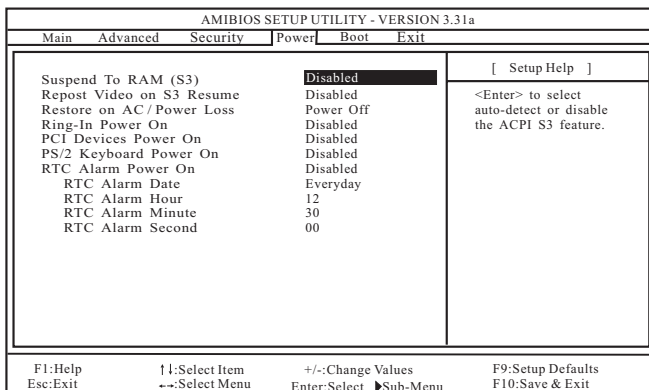 AMIBIOS SETUP UTILITY - VERSION 3.31a
Main Advanced Security Power Boot Exit
[ Setup Help ]
Suspend To RAM (S3) Disabled
Repost Video on S3 Resume Disabled
Restore on AC / Power Loss Power Off
Ring-In Power On Disabled
PCI Devices Power On Disabled
PS/2 Keyboard Power On Disabled
RTC Alarm Power On Disabled
RTC Alarm Date Everyday
RTC Alarm Hour 12
RTC Alarm Minute 30
RTC Alarm Second 00
<Enter> to select
auto-detect or disable
the ACPI S3 feature.
F1:Help ↑↓:Select Item +/-:Change Values F9:Setup Defaults
Esc:Exit ←→:Select Menu Enter:Select ▶Sub-Menu F10:Save & Exit